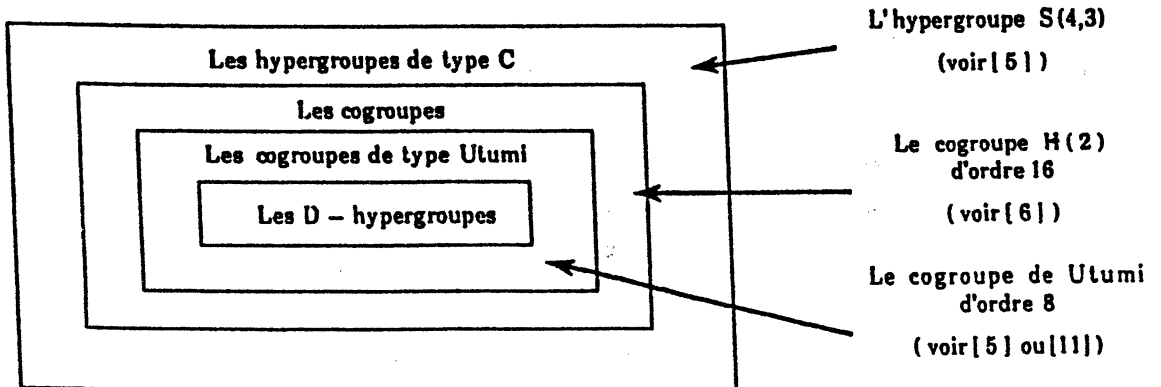 Les hypergroupes de type C
Les cogroupes
Les cogroupes de type Utumi
Les D – hypergroupes
L'hypergroupe S(4,3)
(voir[5])
Le cogroupe H(2)
d'ordre 16
(voir[6])
Le cogroupe de Utumi
d'ordre 8
(voir[5] ou[11])